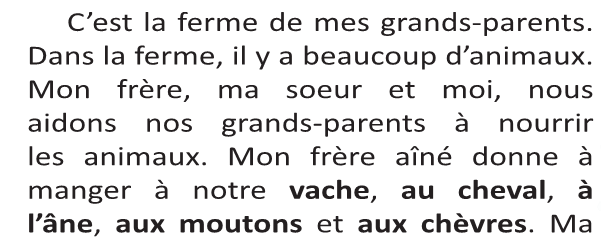 C’est la ferme de mes grands-parents.
Dans la ferme, il y a beaucoup d’animaux.
Mon frère, ma soeur et moi, nous
aidons nos grands-parents à nourrir
les animaux. Mon frère aîné donne à
manger à notre vache, au cheval, à
l’âne, aux moutons et aux chèvres. Ma